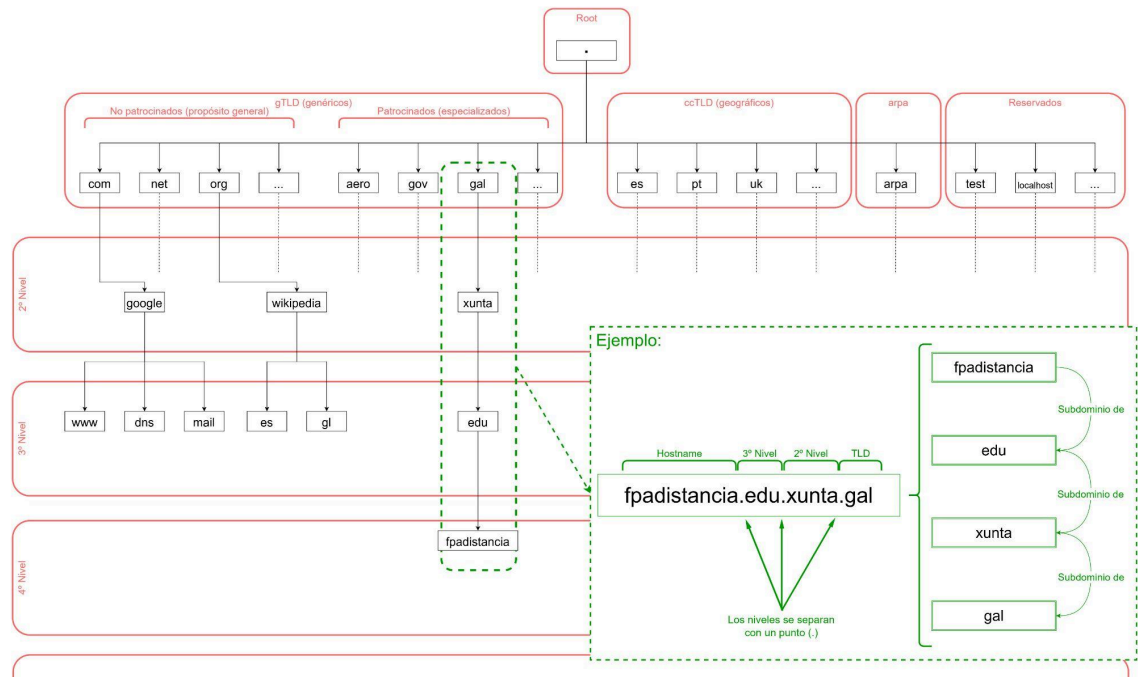 Root
.
gTLD (genéricos)
No patrocinados (propósito general)
Patrocinados (especializados)
ccTLD (geográficos)
arpa
Reservados
com
net
org
...
aero
gov
gal
...
es
pt
uk
...
arpa
test
localhost
...
2º Nivel
google
wikipedia
xunta
3º Nivel
www
dns
mail
es
gl
edu
4º Nivel
fpadistancia
Ejemplo:
Hostname
3º Nivel
2º Nivel
TLD
fpadistancia.edu.xunta.gal
Los niveles se separan
con un punto (.)
fpadistancia
Subdominio de
edu
Subdominio de
xunta
Subdominio de
gal